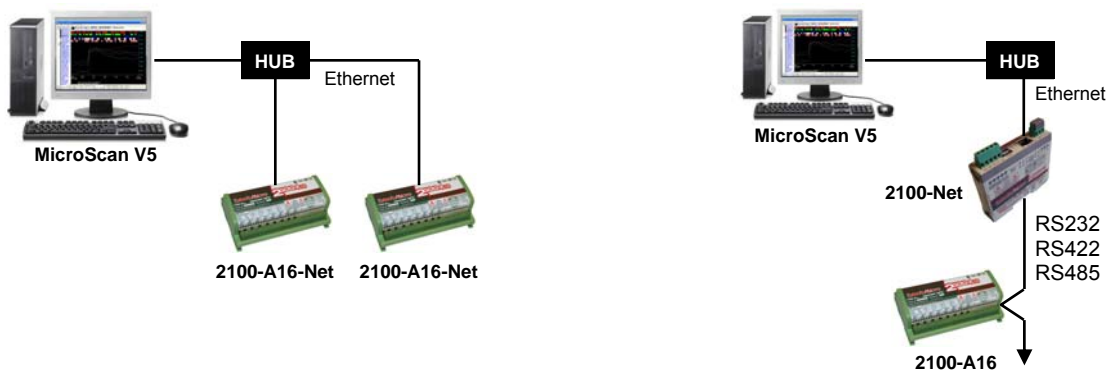 HUB
Ethernet
MicroScan V5
2100-A16-Net
2100-A16-Net
HUB
Ethernet
MicroScan V5
2100-Net
RS232
RS422
RS485
2100-A16